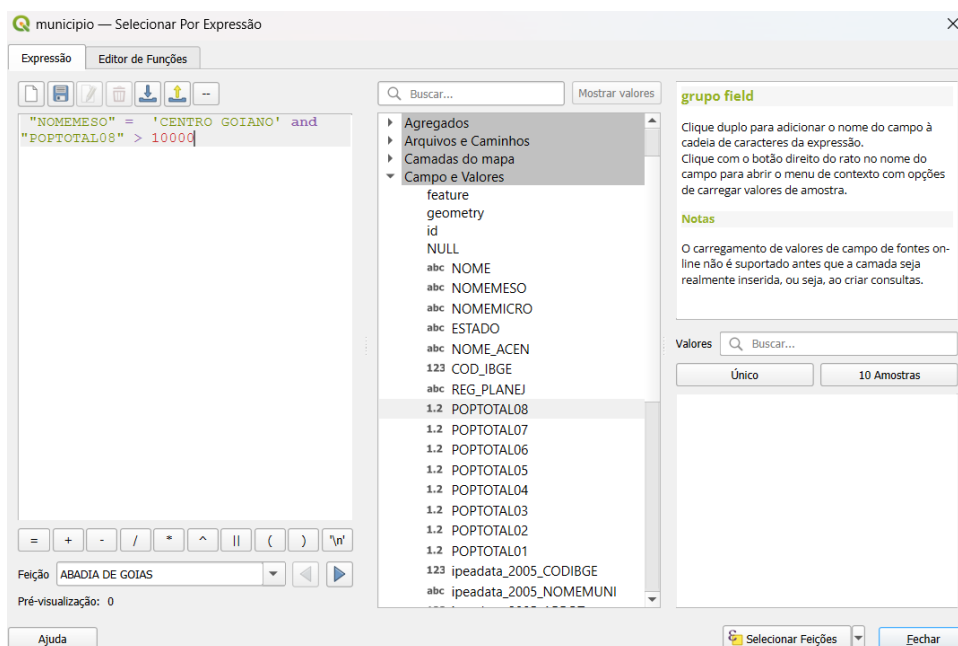 municipio — Selecionar Por Expressão
Expressão
Editor de Funções
"NOMEMESO" = 'CENTRO GOIANO' and
"POPTOTAL08" > 10000
= + - / * ^ || ( ) '\n'
Feição ABADIA DE GOIAS
Pré-visualização: 0
Buscar...
Mostrar valores
Agregados
Arquivos e Caminhos
Camadas do mapa
Campo e Valores
feature
geometry
id
NULL
abc NOME
abc NOMEMESO
abc NOMEMICRO
abc ESTADO
abc NOME_ACEN
123 COD_IBGE
abc REG_PLANEJ
1.2 POPTOTAL08
1.2 POPTOTAL07
1.2 POPTOTAL06
1.2 POPTOTAL05
1.2 POPTOTAL04
1.2 POPTOTAL03
1.2 POPTOTAL02
1.2 POPTOTAL01
123 ipeadata_2005_CODIBGE
abc ipeadata_2005_NOMEMUNI
grupo field
Clique duplo para adicionar o nome do campo à
cadeia de caracteres da expressão.
Clique com o botão direito do rato no nome do
campo para abrir o menu de contexto com opções
de carregar valores de amostra.
Notas
O carregamento de valores de campo de fontes on-
line não é suportado antes que a camada seja
realmente inserida, ou seja, ao criar consultas.
Valores Buscar...
Único
10 Amostras
Ajuda
Selecionar Feições
Fechar